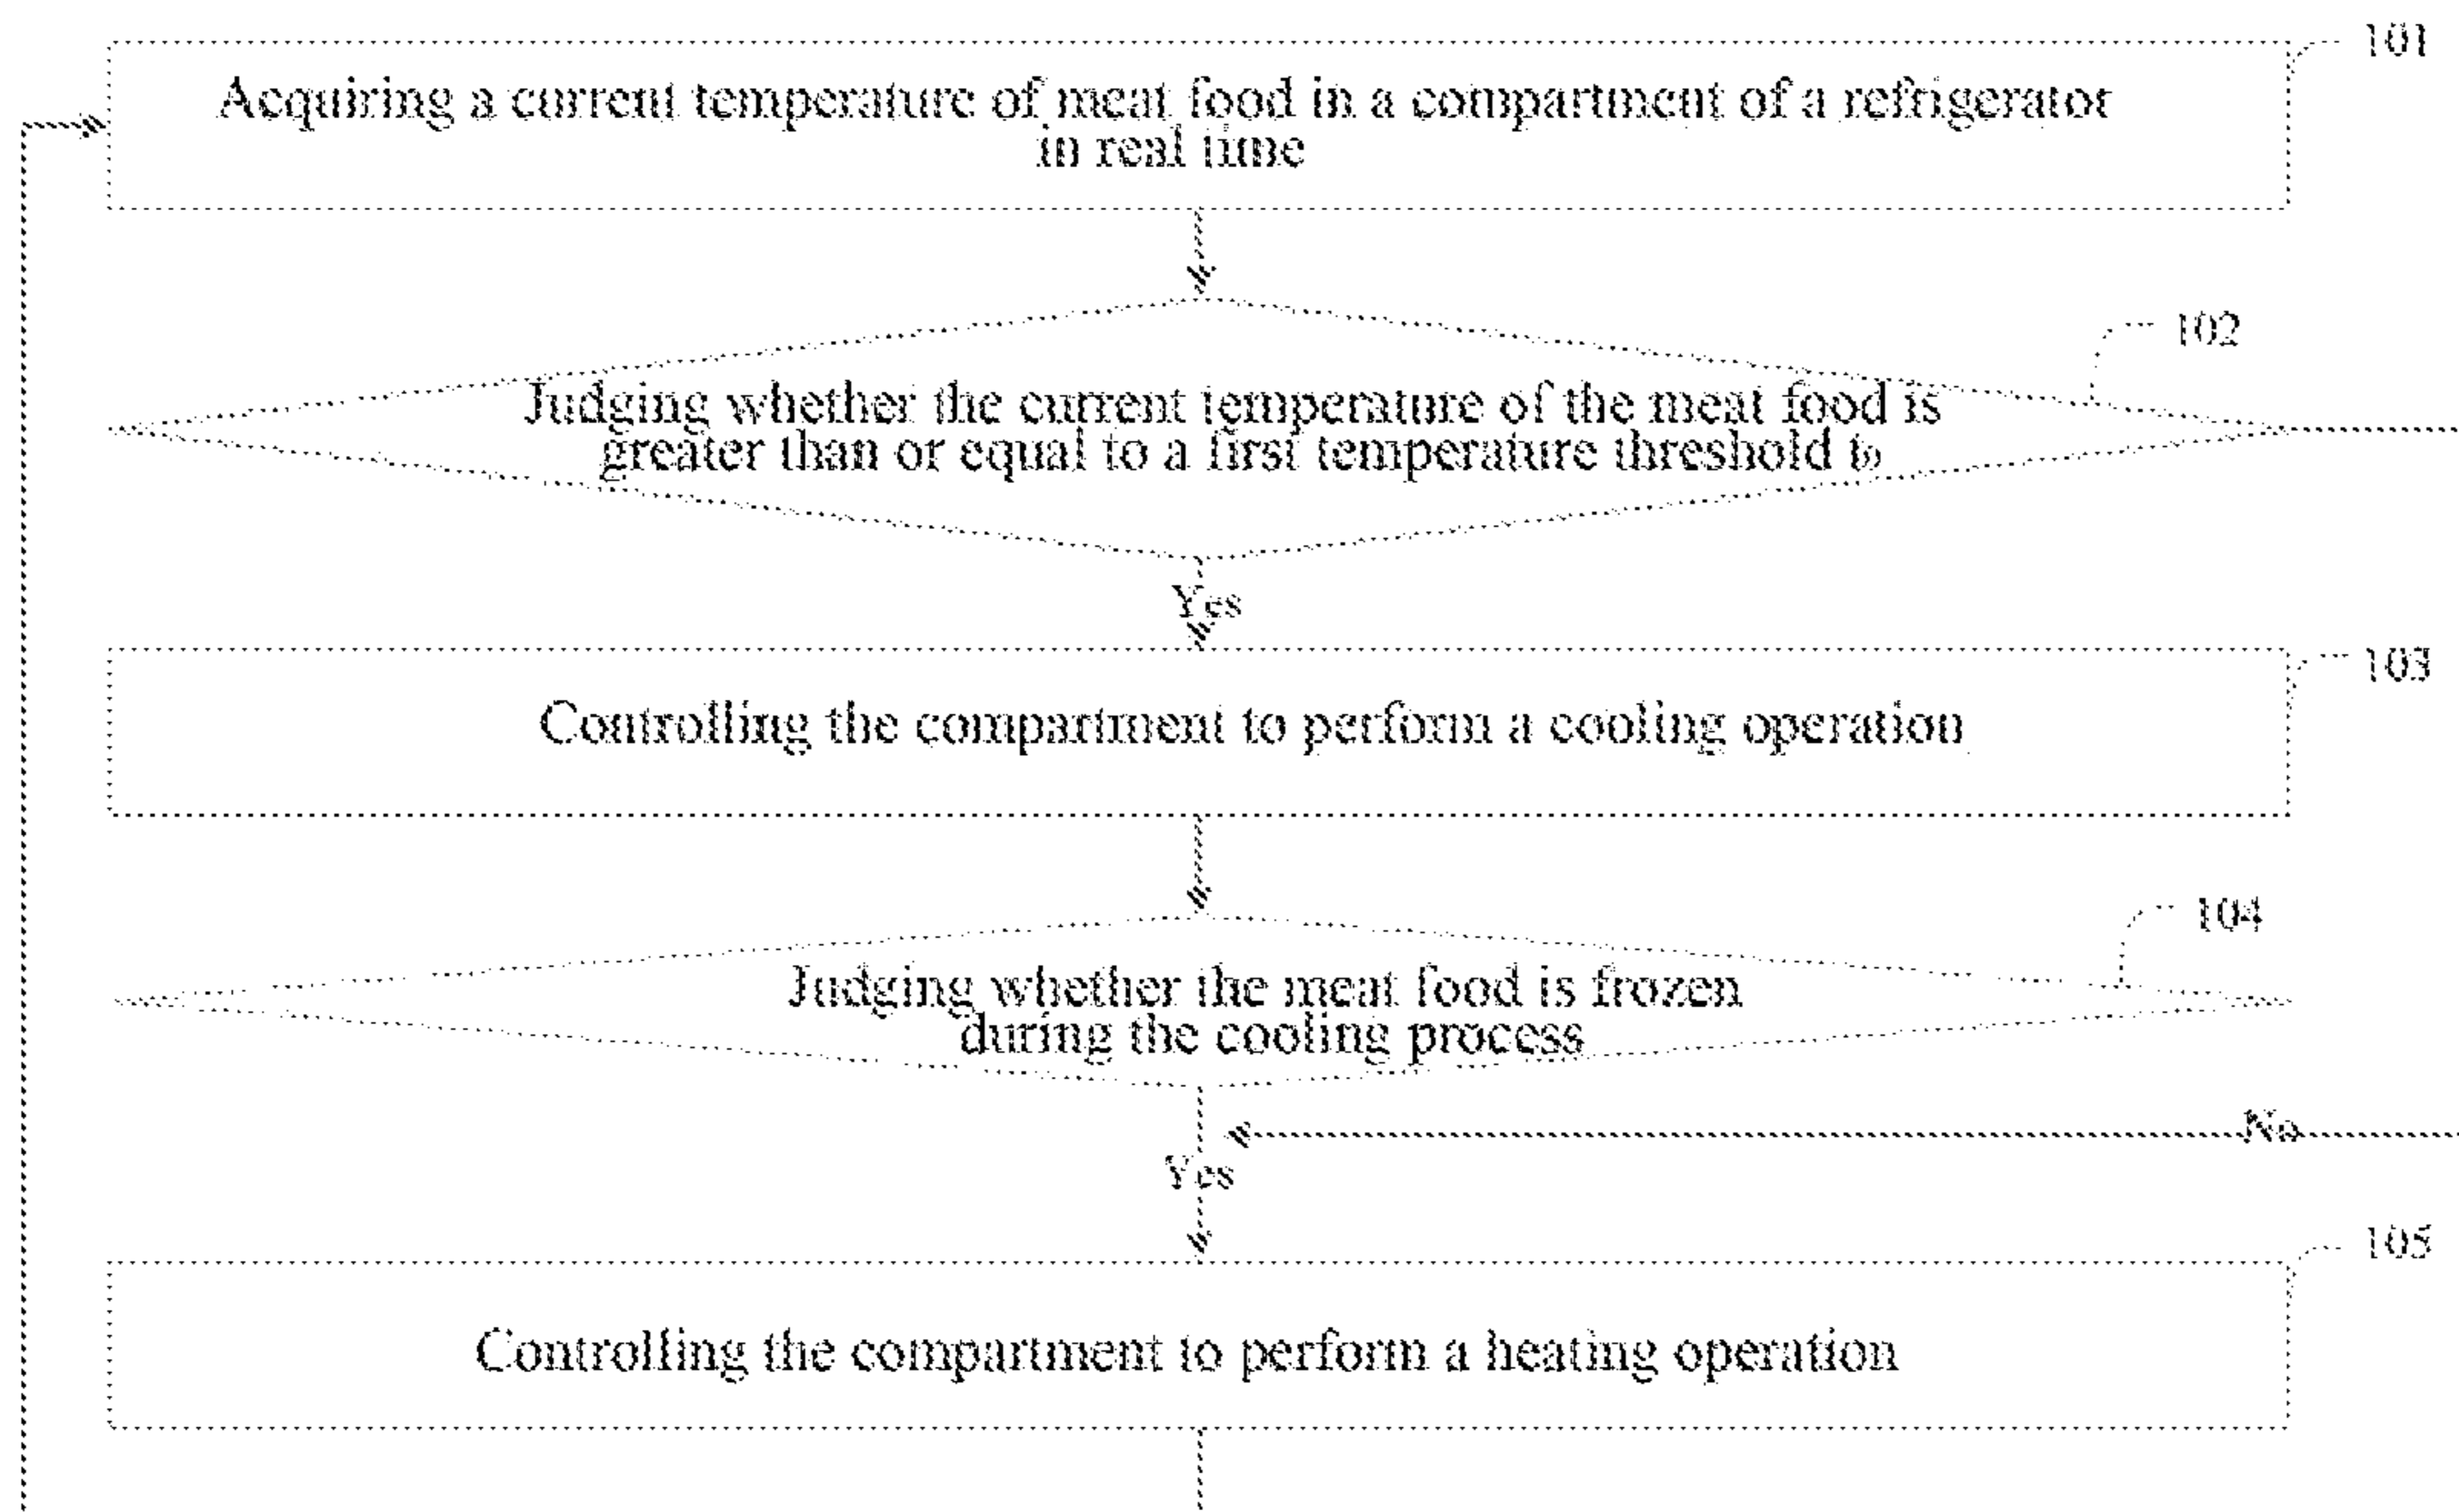 101
Acquiring a current temperature of meat food in a compartment of a refrigerator
in real time
102
Judging whether the current temperature of the meat food is
greater than or equal to a first temperature threshold t₀
Yes
103
Controlling the compartment to perform a cooling operation
104
Judging whether the meat food is frozen
during the cooling process
No
Yes
105
Controlling the compartment to perform a heating operation